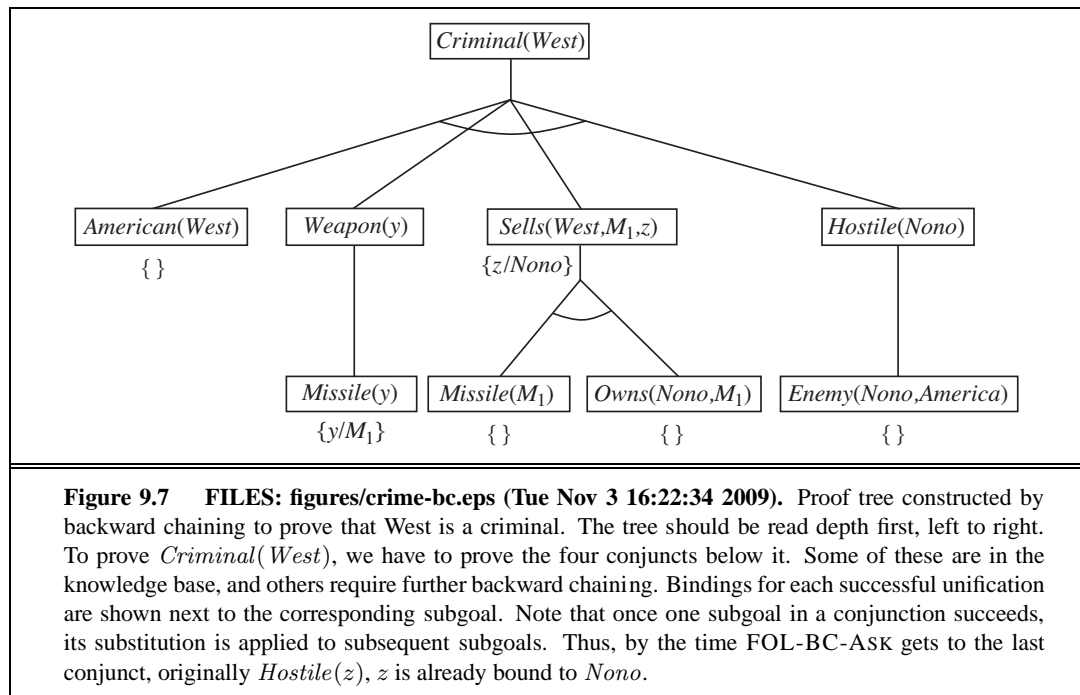 Criminal(West)
American(West) Weapon(y) Sells(West,M₁,z) Hostile(Nono)
{ } {z/Nono}
Missile(y) Missile(M₁) Owns(Nono,M₁) Enemy(Nono,America)
{y/M₁} { } { } { }
Figure 9.7 FILES: figures/crime-bc.eps (Tue Nov 3 16:22:34 2009). Proof tree constructed by
backward chaining to prove that West is a criminal. The tree should be read depth first, left to right.
To prove Criminal(West), we have to prove the four conjuncts below it. Some of these are in the
knowledge base, and others require further backward chaining. Bindings for each successful unification
are shown next to the corresponding subgoal. Note that once one subgoal in a conjunction succeeds,
its substitution is applied to subsequent subgoals. Thus, by the time FOL-BC-ASK gets to the last
conjunct, originally Hostile(z), z is already bound to Nono.